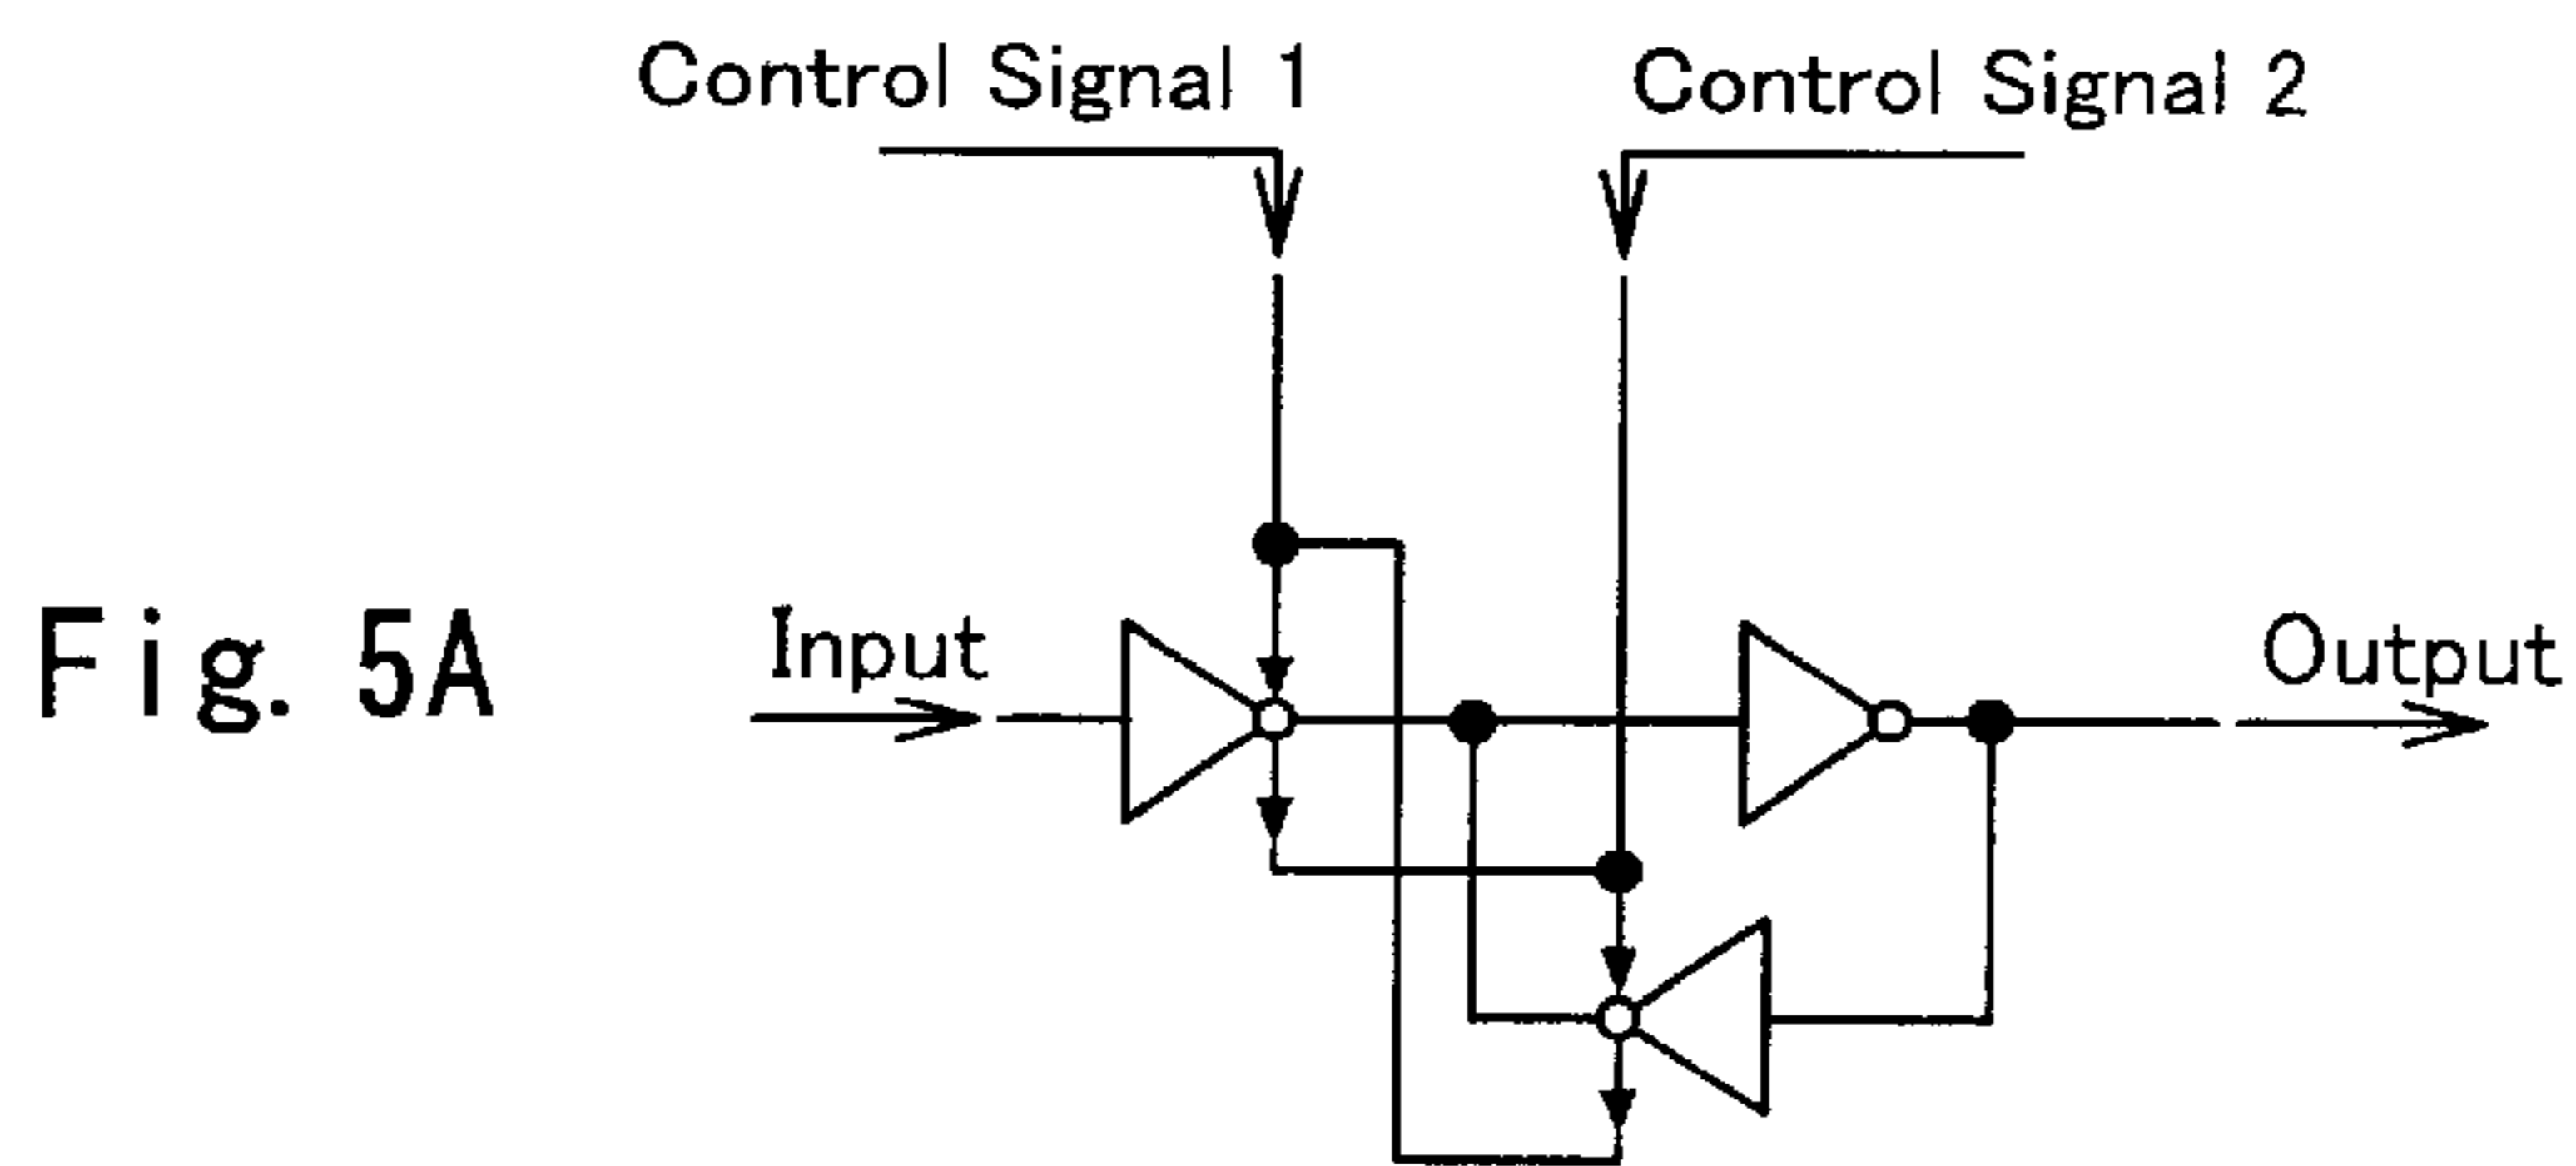 Control Signal 1
Control Signal 2
Fig. 5A
Input
Output